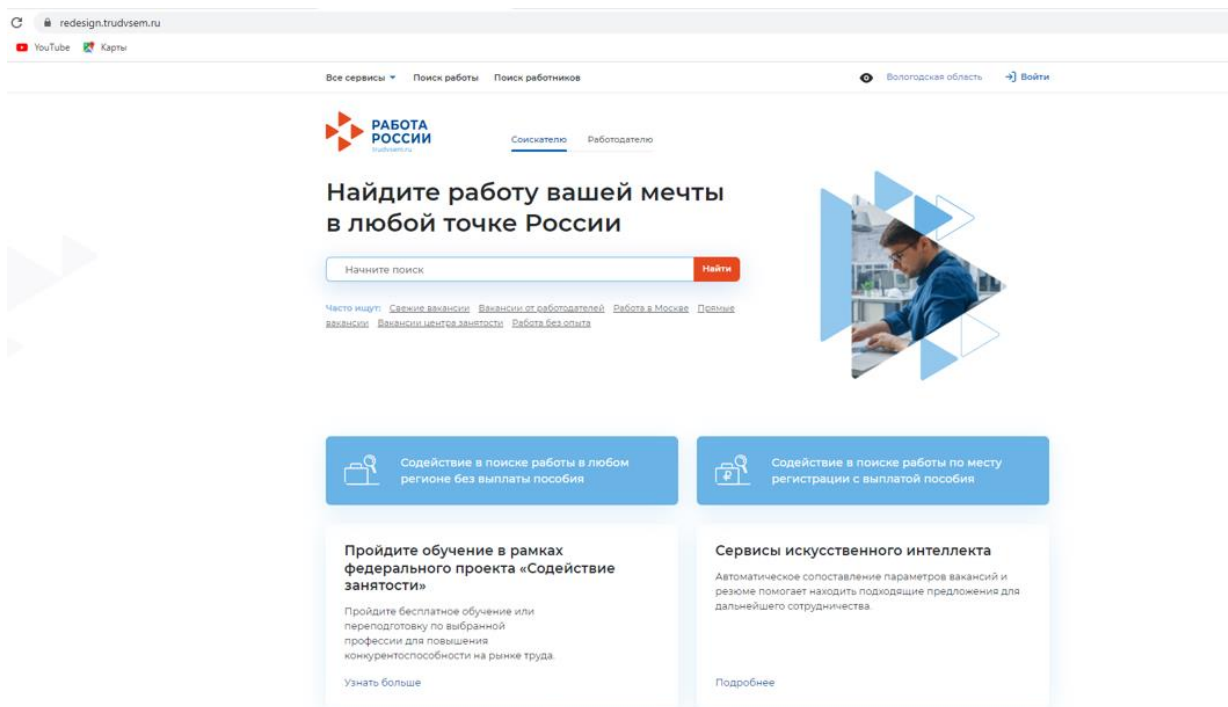 redesign.trudvsem.ru
YouTube Карты
Все сервисы Поиск работы Поиск работников Вологодская область Войти
РАБОТА
РОССИИ
trudvsem.ru
Соискателю Работодателю
Найдите работу вашей мечты
в любой точке России
Начните поиск Найти
Часто ищут: Свежие вакансии Вакансии от работодателей Работа в Москве Прямые
вакансии Вакансии центра занятости Работа без опыта
Содействие в поиске работы в любом
регионе без выплаты пособия
Содействие в поиске работы по месту
регистрации с выплатой пособия
Пройдите обучение в рамках
федерального проекта «Содействие
занятости»
Пройдите бесплатное обучение или
переподготовку по выбранной
профессии для повышения
конкурентоспособности на рынке труда.
Узнать больше
Сервисы искусственного интеллекта
Автоматическое сопоставление параметров вакансий и
резюме помогает находить подходящие предложения для
дальнейшего сотрудничества.
Подробнее